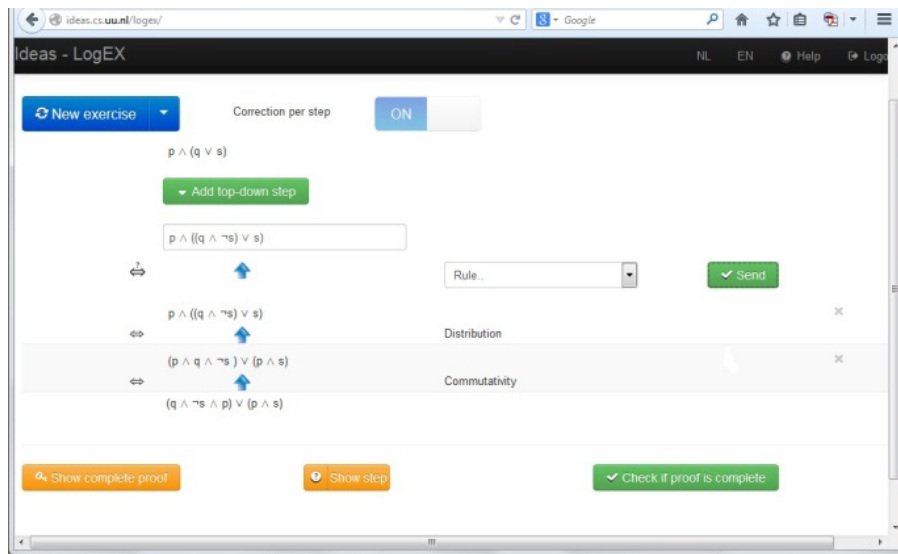 ideas.cs.uu.nl/logex/
Google
Ideas - LogEX
NL EN Help
New exercise
Correction per step
ON
p ∧ (q ∨ s)
Add top-down step
p ∧ ((q ∧ ¬s) ∨ s)
?
⇔
Rule..
Send
p ∧ ((q ∧ ¬s) ∨ s)
⇔ Distribution
(p ∧ q ∧ ¬s ) ∨ (p ∧ s)
⇔ Commutativity
(q ∧ ¬s ∧ p) ∨ (p ∧ s)
Show complete proof
Show step
Check if proof is complete